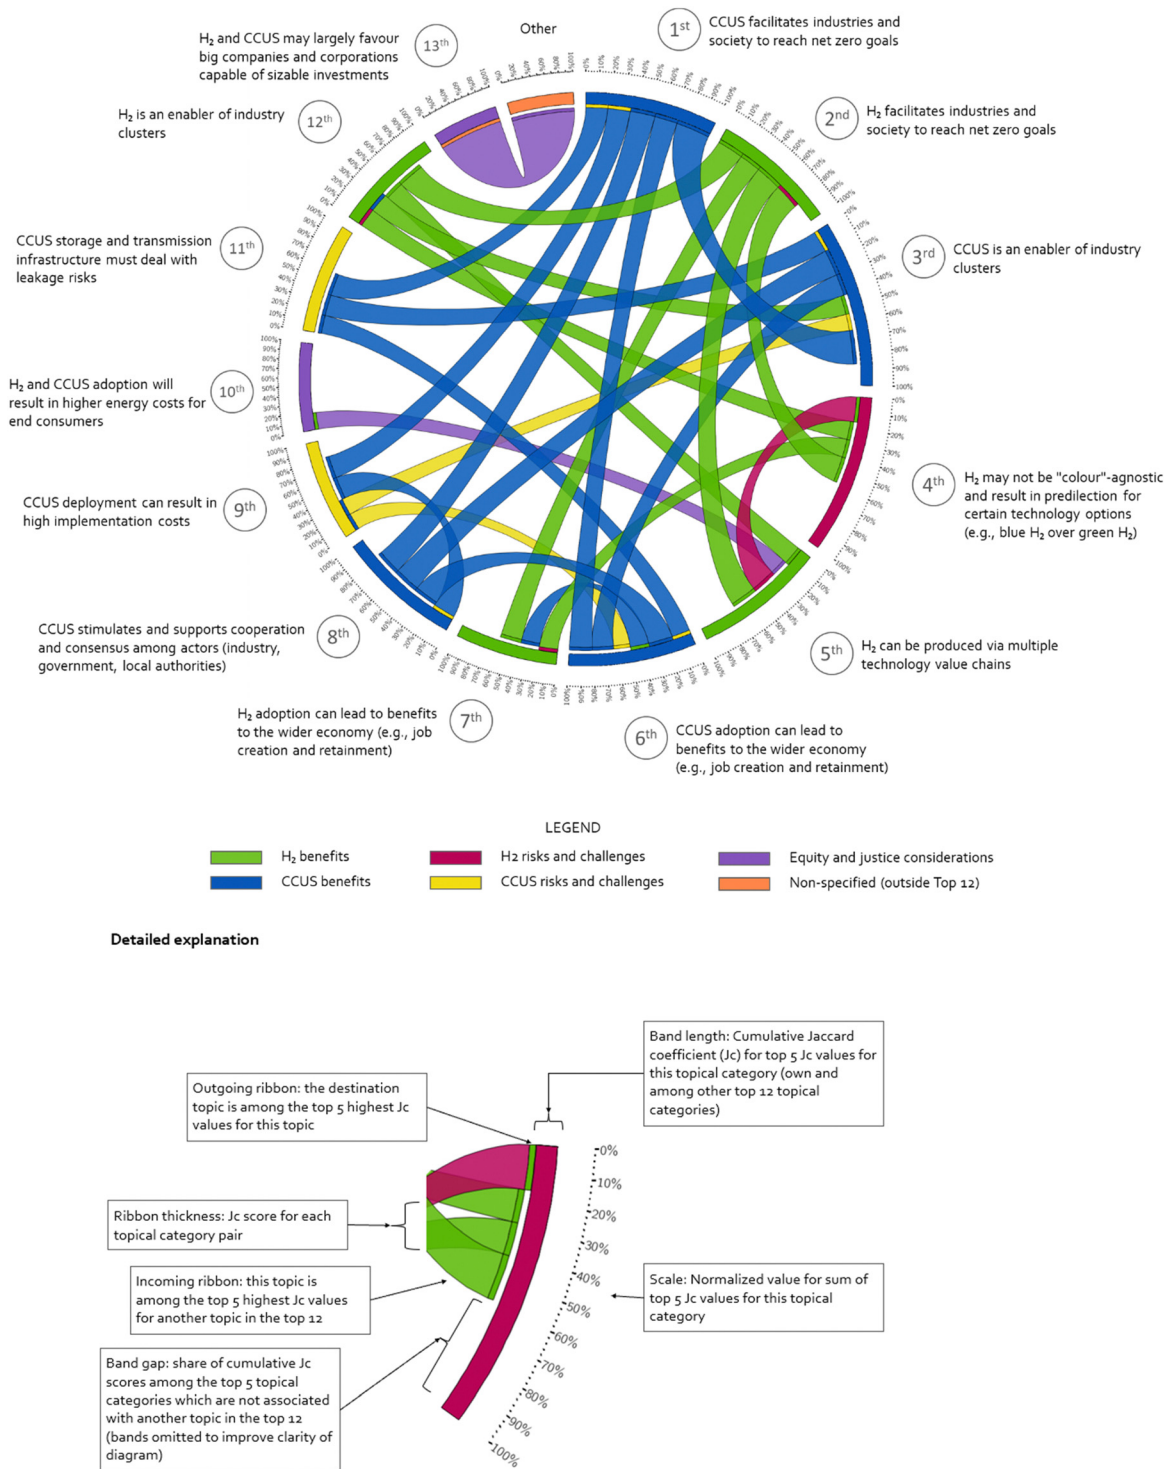 Other
1st
CCUS facilitates industries and
society to reach net zero goals
2nd
H₂ facilitates industries and
society to reach net zero goals
3rd
CCUS is an enabler of industry
clusters
4th
H₂ may not be "colour"-agnostic
and result in predilection for
certain technology options
(e.g., blue H₂ over green H₂)
5th
H₂ can be produced via multiple
technology value chains
6th
CCUS adoption can lead to
benefits to the wider economy
(e.g., job creation and retainment)
7th
H₂ adoption can lead to benefits
to the wider economy (e.g., job
creation and retainment)
8th
CCUS stimulates and supports cooperation
and consensus among actors (industry,
government, local authorities)
9th
CCUS deployment can result in
high implementation costs
10th
H₂ and CCUS adoption will
result in higher energy costs for
end consumers
11th
CCUS storage and transmission
infrastructure must deal with
leakage risks
12th
H₂ is an enabler of industry
clusters
13th
H₂ and CCUS may largely favour
big companies and corporations
capable of sizable investments
LEGEND
H₂ benefits
H2 risks and challenges
Equity and justice considerations
CCUS benefits
CCUS risks and challenges
Non-specified (outside Top 12)
Detailed explanation
Band length: Cumulative Jaccard
coefficient (Jc) for top 5 Jc values for
this topical category (own and
among other top 12 topical
categories)
Outgoing ribbon: the destination
topic is among the top 5 highest Jc
values for this topic
Ribbon thickness: Jc score for each
topical category pair
Incoming ribbon: this topic is
among the top 5 highest Jc values
for another topic in the top 12
Band gap: share of cumulative Jc
scores among the top 5 topical
categories which are not associated
with another topic in the top 12
(bands omitted to improve clarity of
diagram)
Scale: Normalized value for sum of
top 5 Jc values for this topical
category
0%
10%
20%
30%
40%
50%
60%
70%
80%
90%
100%